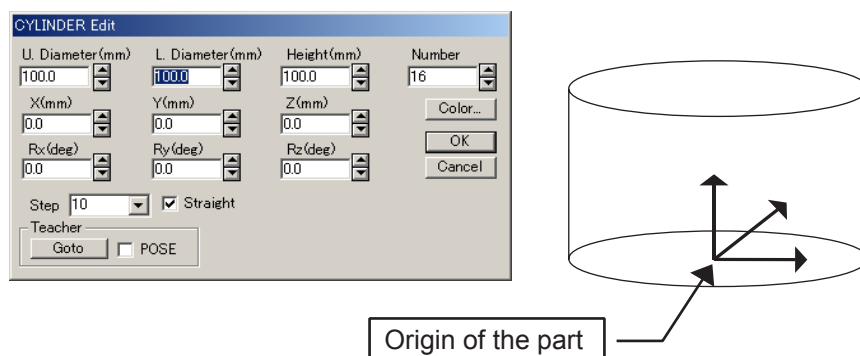 CYLINDER Edit
U. Diameter(mm) L. Diameter(mm) Height(mm) Number
100.0 100.0 100.0 16
X(mm) Y(mm) Z(mm)
0.0 0.0 0.0 Color...
Rx(deg) Ry(deg) Rz(deg) OK
0.0 0.0 0.0 Cancel
Step 10 Straight
Teacher
Goto POSE
Origin of the part